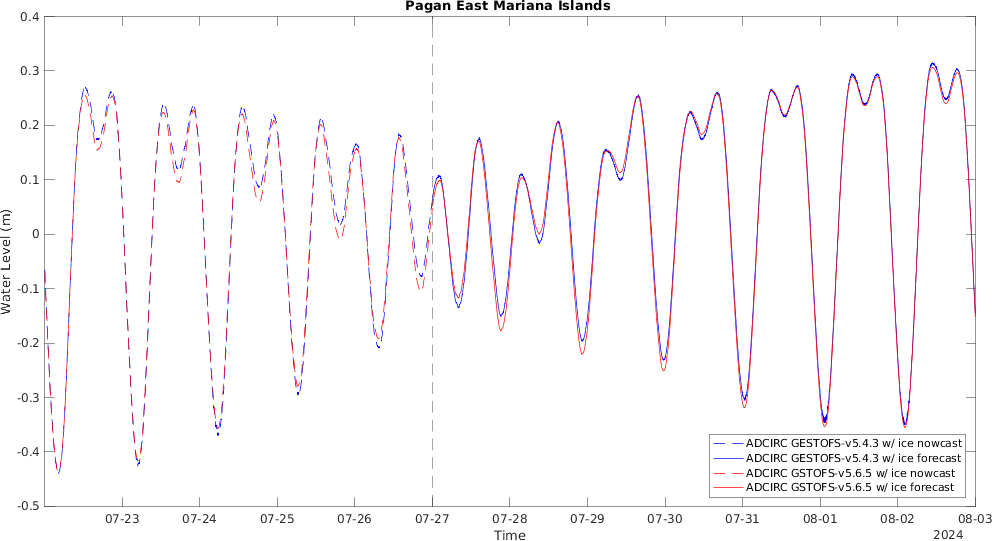 Pagan East Mariana Islands
0.4
0.3
0.2
0.1
0
-0.1
-0.2
-0.3
-0.4
-0.5
Water Level (m)
ADCIRC GESTOFS-v5.4.3 w/ ice nowcast
ADCIRC GESTOFS-v5.4.3 w/ ice forecast
ADCIRC GSTOFS-v5.6.5 w/ ice nowcast
ADCIRC GSTOFS-v5.6.5 w/ ice forecast
07-23 07-24 07-25 07-26 07-27 07-28 07-29 07-30 07-31 08-01 08-02 08-03
Time
2024